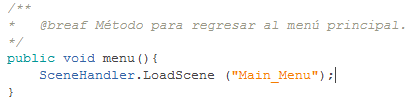 /**
*   @breaf Método para regresar al menú principal.
*/
public void menu(){
    SceneHandler.LoadScene ("Main_Menu");
}